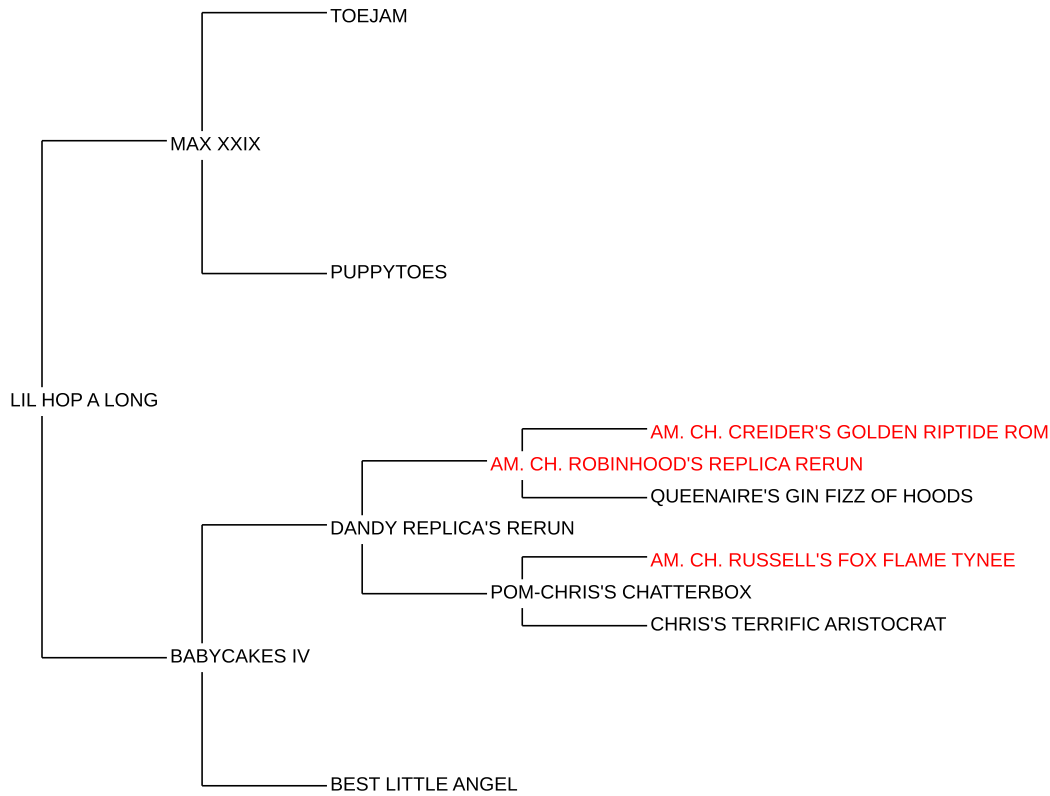 TOEJAM
MAX XXIX
PUPPYTOES
LIL HOP A LONG
AM. CH. CREIDER'S GOLDEN RIPTIDE ROM
AM. CH. ROBINHOOD'S REPLICA RERUN
QUEENAIRE'S GIN FIZZ OF HOODS
DANDY REPLICA'S RERUN
AM. CH. RUSSELL'S FOX FLAME TYNEE
POM-CHRIS'S CHATTERBOX
CHRIS'S TERRIFIC ARISTOCRAT
BABYCAKES IV
BEST LITTLE ANGEL